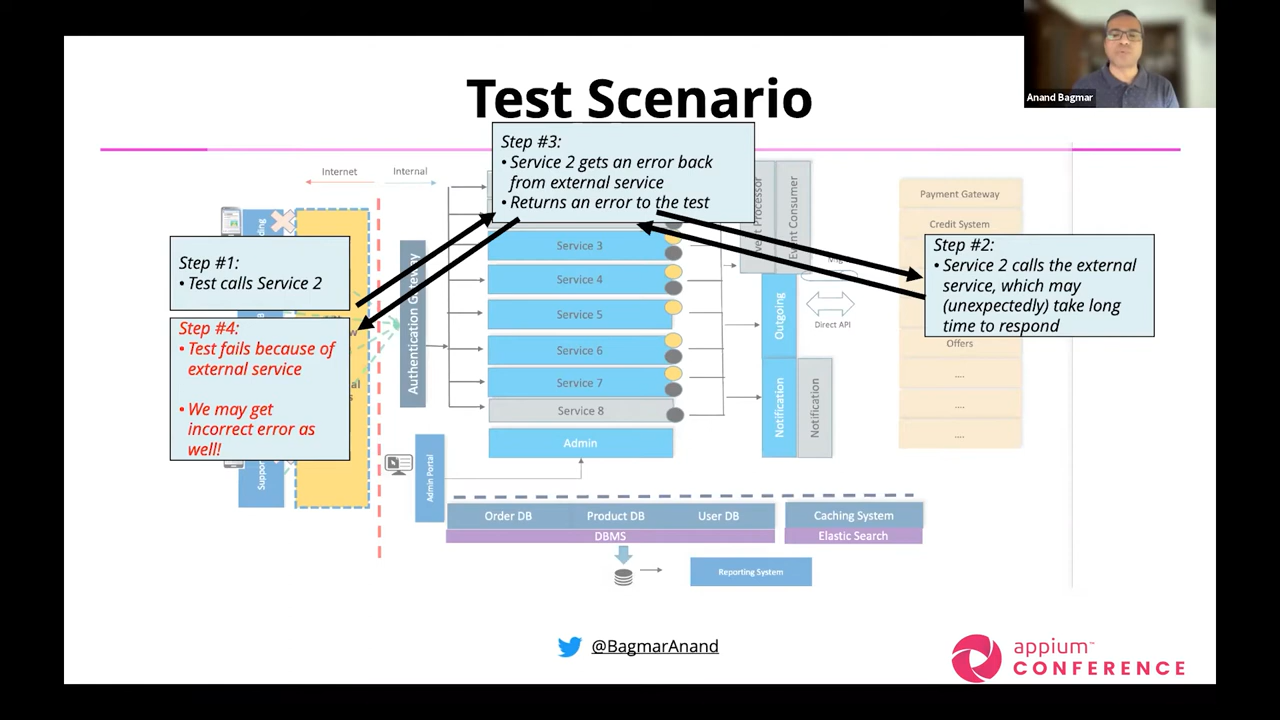 Anand Bagmar
Test Scenario
Step #3:
• Service 2 gets an error back
from external service
• Returns an error to the test
Internet
Internal
Step #1:
• Test calls Service 2
Step #4:
• Test fails because of
external service
• We may get
incorrect error as
well!
Authentication Gateway
Service 3
Service 4
Service 5
Service 6
Service 7
Service 8
Admin
Admin Portal
Event Consumer
Outgoing
Direct API
Notification
Notification
Payment Gateway
Credit System
Step #2:
• Service 2 calls the external
service, which may
(unexpectedly) take long
time to respond
Offers
....
....
....
Order DB
Product DB
User DB
DBMS
Caching System
Elastic Search
Reporting System
@BagmarAnand
appium™
CONFERENCE